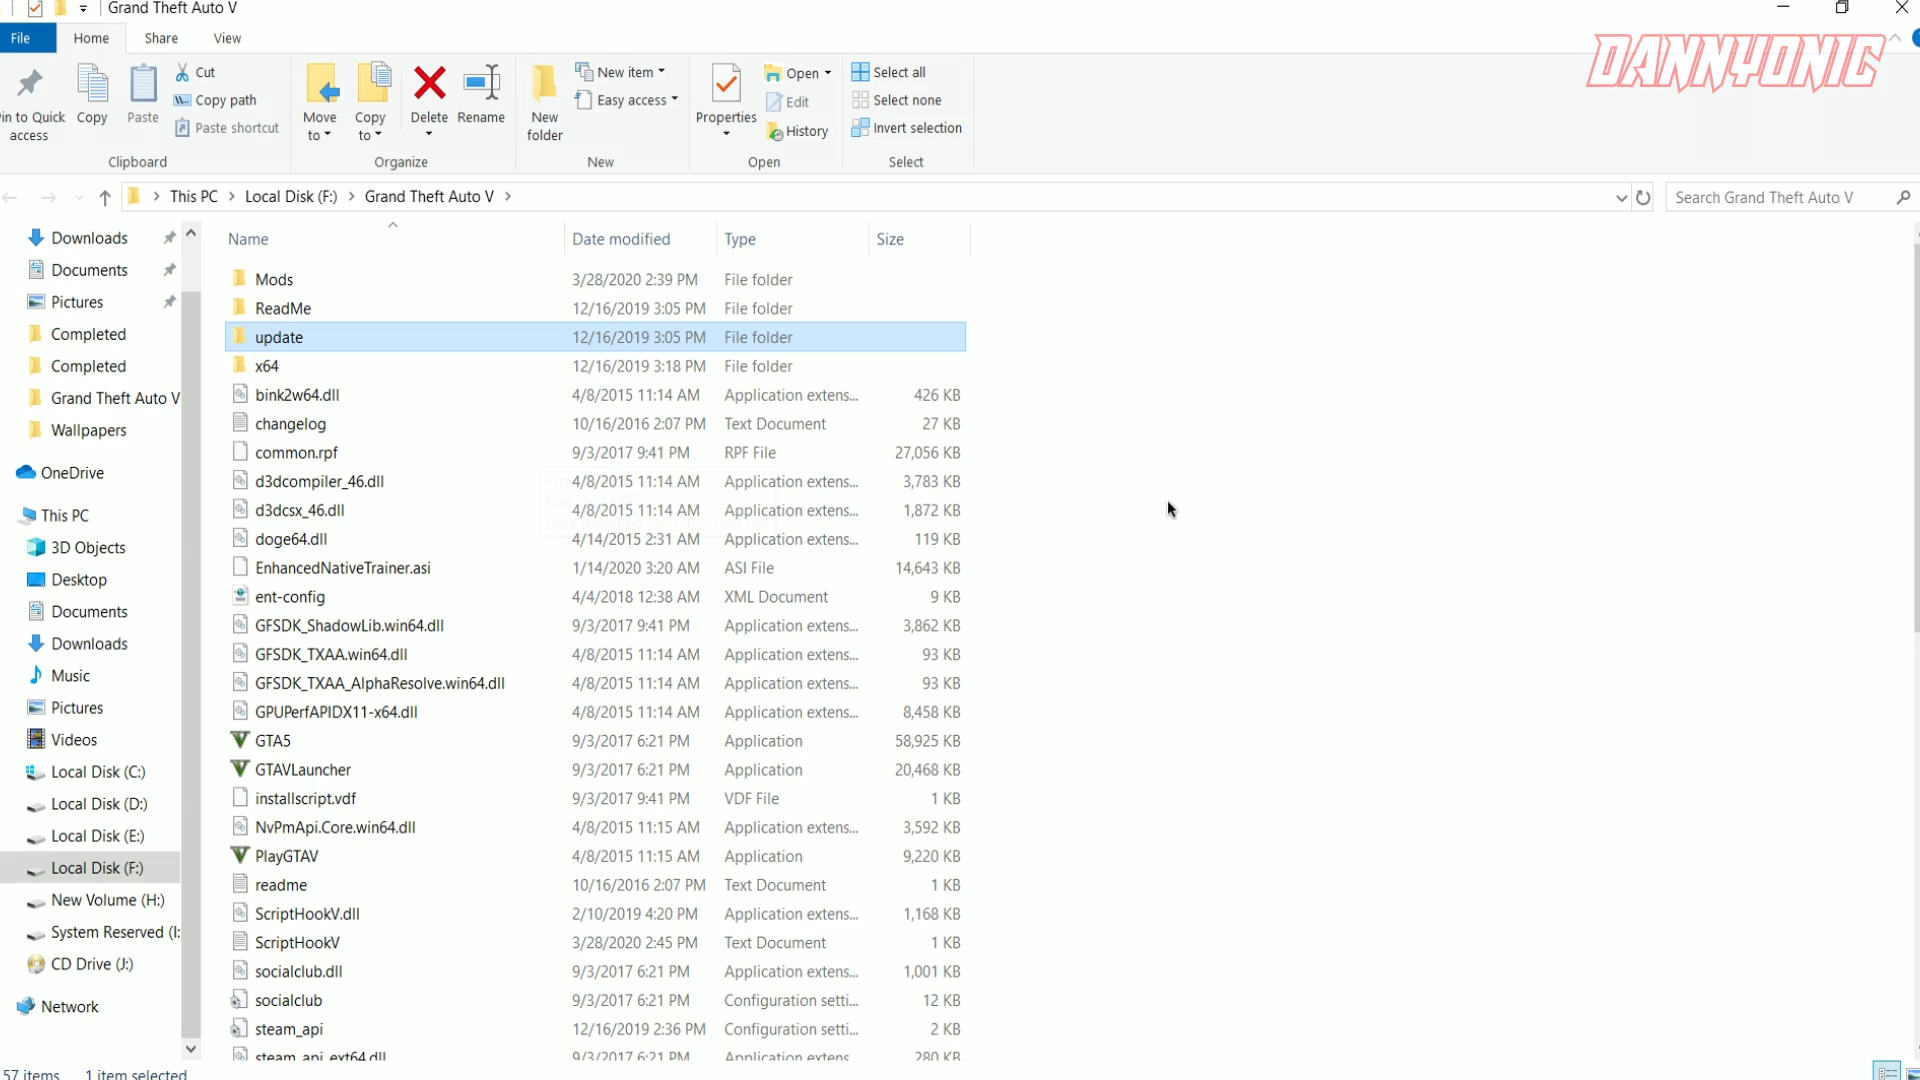 Grand Theft Auto V
File Home Share View
DANNYONIC
in to Quick access
Copy
Paste
Cut
Copy path
Paste shortcut
Clipboard
Move to
Copy to
Delete
Rename
Organize
New folder
New item
Easy access
New
Properties
Open
Edit
History
Open
Select all
Select none
Invert selection
Select
This PC Local Disk (F:) Grand Theft Auto V
Search Grand Theft Auto V
Downloads
Documents
Pictures
Completed
Completed
Grand Theft Auto V
Wallpapers
OneDrive
This PC
3D Objects
Desktop
Documents
Downloads
Music
Pictures
Videos
Local Disk (C:)
Local Disk (D:)
Local Disk (E:)
Local Disk (F:)
New Volume (H:)
System Reserved (I:
CD Drive (J:)
Network
Name Date modified Type Size
Mods 3/28/2020 2:39 PM File folder
ReadMe 12/16/2019 3:05 PM File folder
update 12/16/2019 3:05 PM File folder
x64 12/16/2019 3:18 PM File folder
bink2w64.dll 4/8/2015 11:14 AM Application extens... 426 KB
changelog 10/16/2016 2:07 PM Text Document 27 KB
common.rpf 9/3/2017 9:41 PM RPF File 27,056 KB
d3dcompiler_46.dll 4/8/2015 11:14 AM Application extens... 3,783 KB
d3dcsx_46.dll 4/8/2015 11:14 AM Application extens... 1,872 KB
doge64.dll 4/14/2015 2:31 AM Application extens... 119 KB
EnhancedNativeTrainer.asi 1/14/2020 3:20 AM ASI File 14,643 KB
ent-config 4/4/2018 12:38 AM XML Document 9 KB
GFSDK_ShadowLib.win64.dll 9/3/2017 9:41 PM Application extens... 3,862 KB
GFSDK_TXAA.win64.dll 4/8/2015 11:14 AM Application extens... 93 KB
GFSDK_TXAA_AlphaResolve.win64.dll 4/8/2015 11:14 AM Application extens... 93 KB
GPUPerfAPIDX11-x64.dll 4/8/2015 11:14 AM Application extens... 8,458 KB
GTA5 9/3/2017 6:21 PM Application 58,925 KB
GTAVLauncher 9/3/2017 6:21 PM Application 20,468 KB
installscript.vdf 9/3/2017 9:41 PM VDF File 1 KB
NvPmApi.Core.win64.dll 4/8/2015 11:15 AM Application extens... 3,592 KB
PlayGTAV 4/8/2015 11:15 AM Application 9,220 KB
readme 10/16/2016 2:07 PM Text Document 1 KB
ScriptHookV.dll 2/10/2019 4:20 PM Application extens... 1,168 KB
ScriptHookV 3/28/2020 2:45 PM Text Document 1 KB
socialclub.dll 9/3/2017 6:21 PM Application extens... 1,001 KB
socialclub 9/3/2017 6:21 PM Configuration setti... 12 KB
steam_api 12/16/2019 2:36 PM Configuration setti... 2 KB
steam_api_ext64.dll 9/3/2017 6:21 PM Application extens 280 KB
57 items 1 item selected